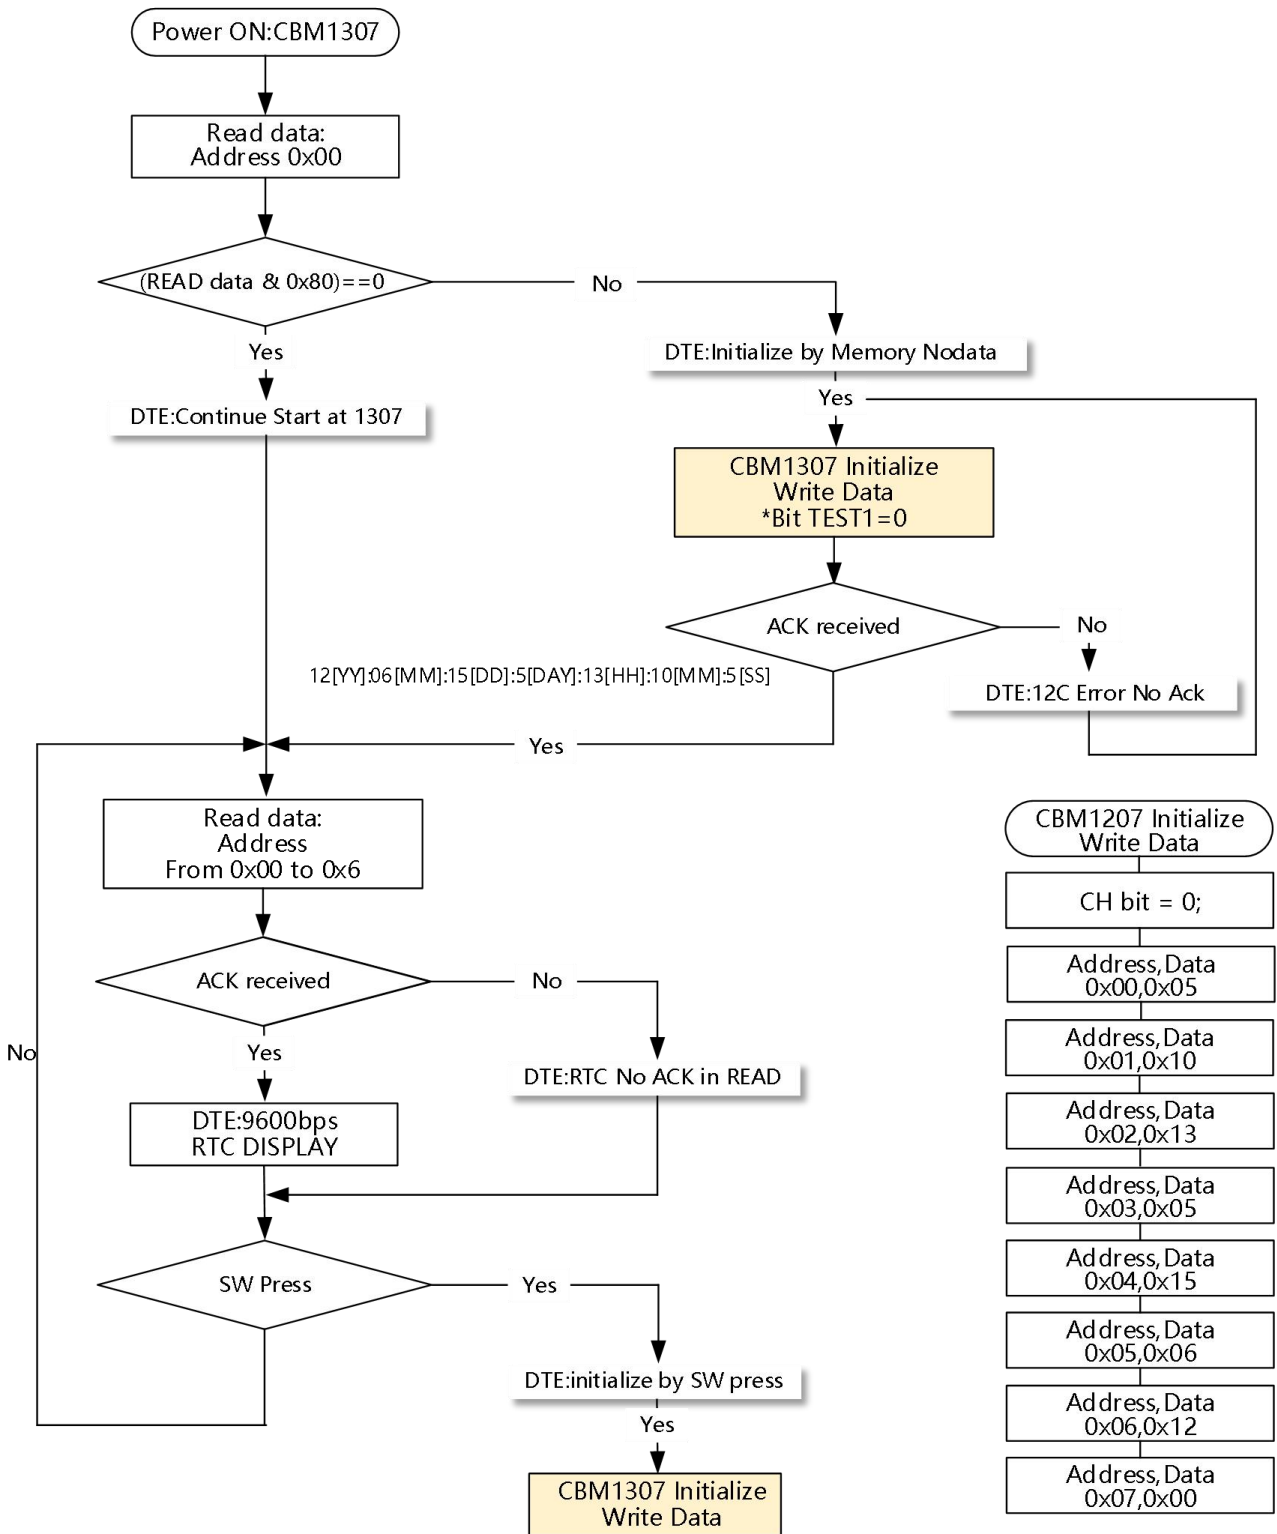 Power ON:CBM1307
Read data:
Address 0x00
(READ data & 0x80)==0
No
Yes
DTE:Initialize by Memory Nodata
Yes
DTE:Continue Start at 1307
CBM1307 Initialize
Write Data
*Bit TEST1=0
ACK received
No
DTE:12C Error No Ack
12[YY]:06[MM]:15[DD]:5[DAY]:13[HH]:10[MM]:5[SS]
Yes
Read data:
Address
From 0x00 to 0x6
ACK received
No
Yes
No
DTE:RTC No ACK in READ
DTE:9600bps
RTC DISPLAY
SW Press
Yes
DTE:initialize by SW press
Yes
CBM1307 Initialize
Write Data
CBM1207 Initialize
Write Data
CH bit = 0;
Address,Data
0x00,0x05
Address,Data
0x01,0x10
Address,Data
0x02,0x13
Address,Data
0x03,0x05
Address,Data
0x04,0x15
Address,Data
0x05,0x06
Address,Data
0x06,0x12
Address,Data
0x07,0x00